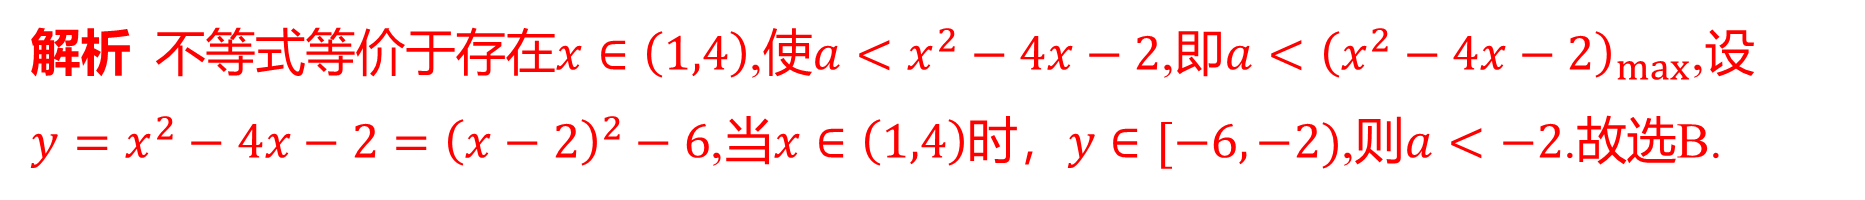 解析 不等式等价于存在x ∈ (1,4),使a < x² − 4x − 2,即a < (x² − 4x − 2)max,设
y = x² − 4x − 2 = (x − 2)² − 6,当x ∈ (1,4)时，y ∈ [−6,−2),则a < −2.故选B.